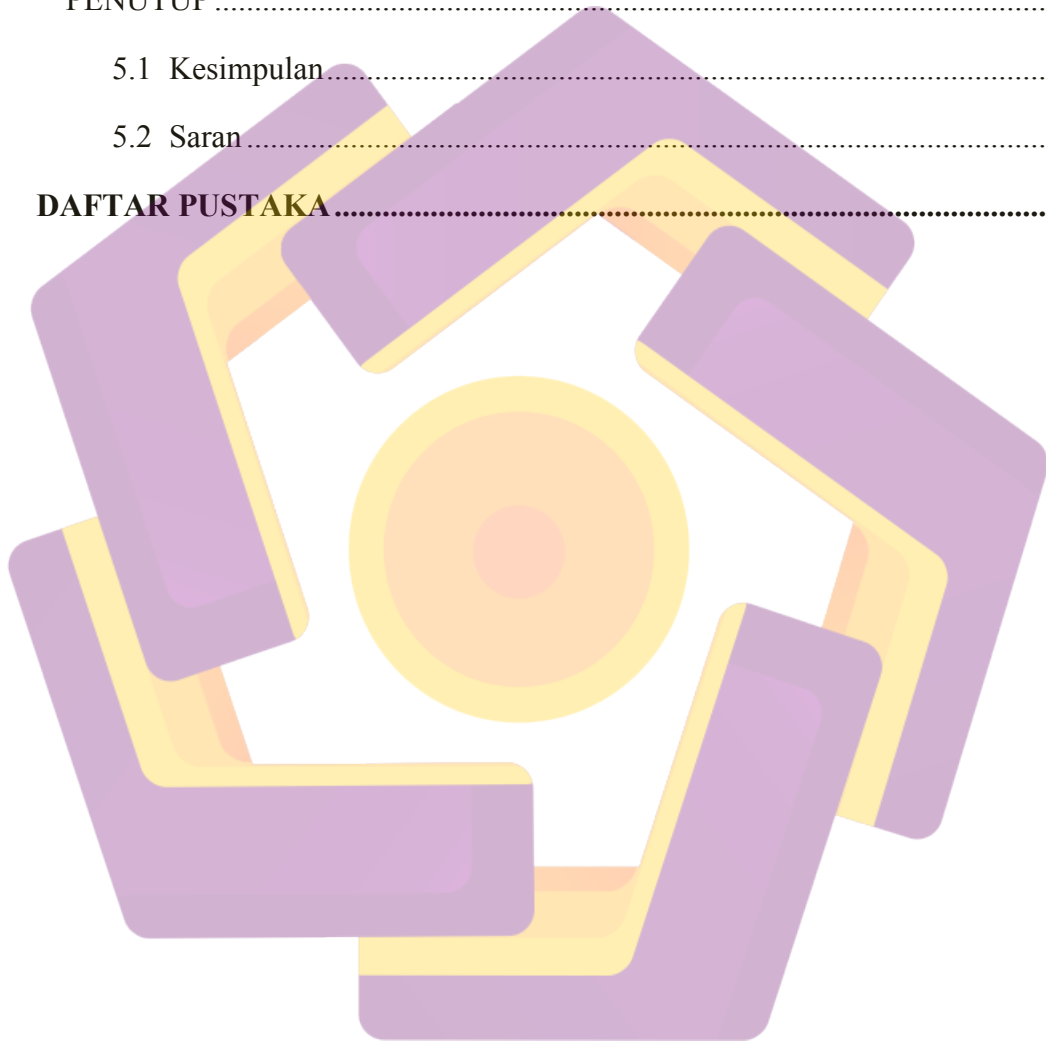 PENUTUP ........................................................................
5.1 Kesimpulan ........................................................................
5.2 Saran ........................................................................
DAFTAR PUSTAKA ........................................................................